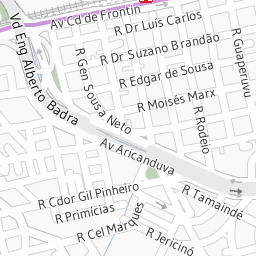 Av Cd de Frontin
R Dr Luís Carlos
R Dr Suzano Brandão
R Guaperuvu
R Edgar de Sousa
R Gen Sousa Neto
Vd Eng Alberto Badra
R Moisés Marx
R Rodeio
Av Aricanduva
R Cdor Gil Pinheiro
R Tamaindé
R Primícias
R Cel Marques
R Jericinó